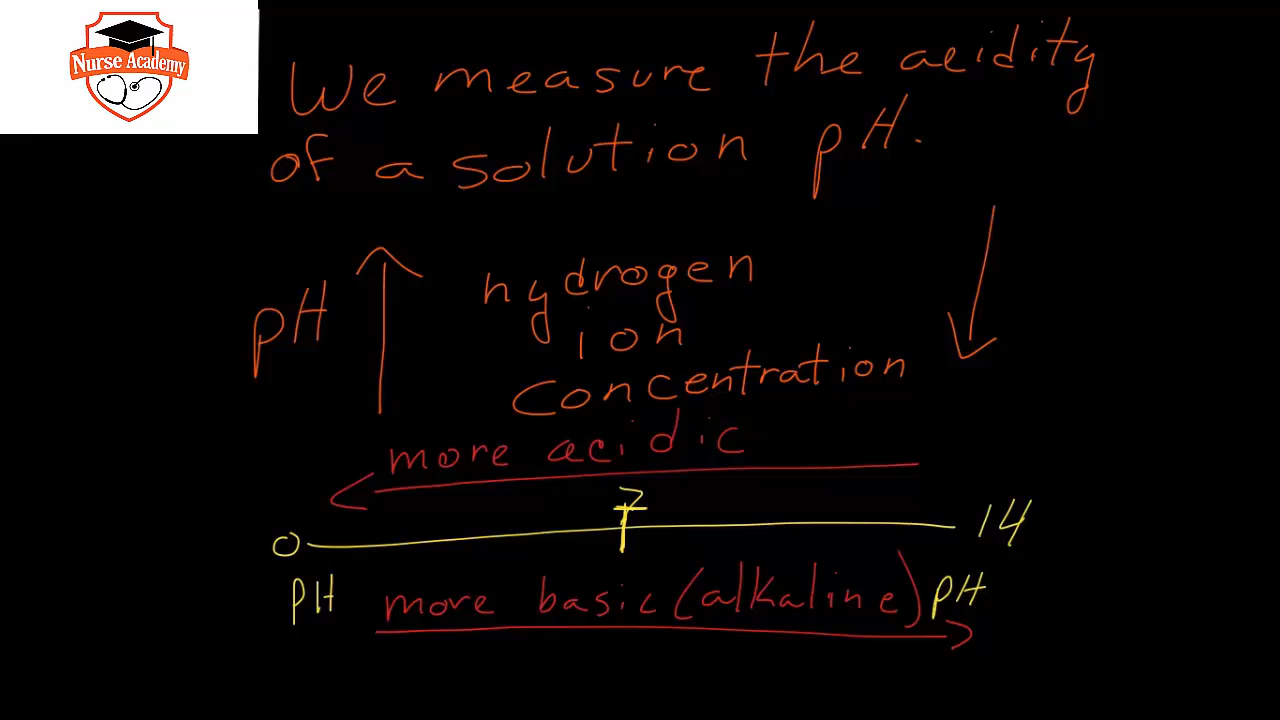 Nurse Academy
We measure the acidity
of a solution pH.
pH hydrogen
ion
concentration
more acidic
7
0 14
pH more basic (alkaline) pH